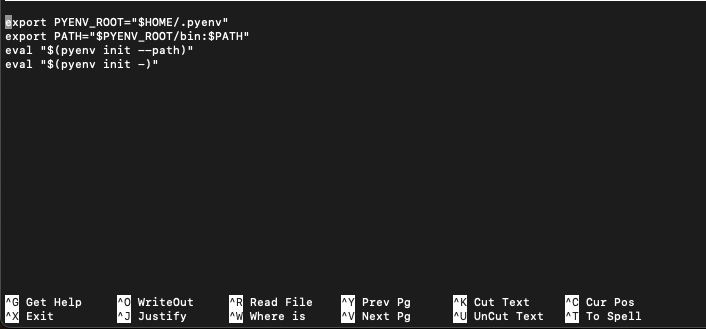 export PYENV_ROOT="$HOME/.pyenv"
export PATH="$PYENV_ROOT/bin:$PATH"
eval "$(pyenv init --path)"
eval "$(pyenv init -)"
^G Get Help ^O WriteOut ^R Read File ^Y Prev Pg ^K Cut Text ^C Cur Pos
^X Exit ^J Justify ^W Where is ^V Next Pg ^U UnCut Text ^T To Spell